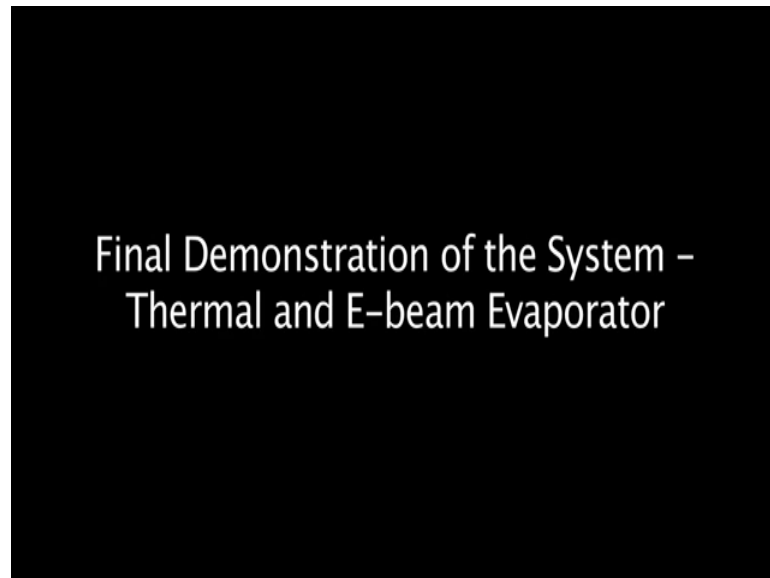 Final Demonstration of the System –
Thermal and E–beam Evaporator